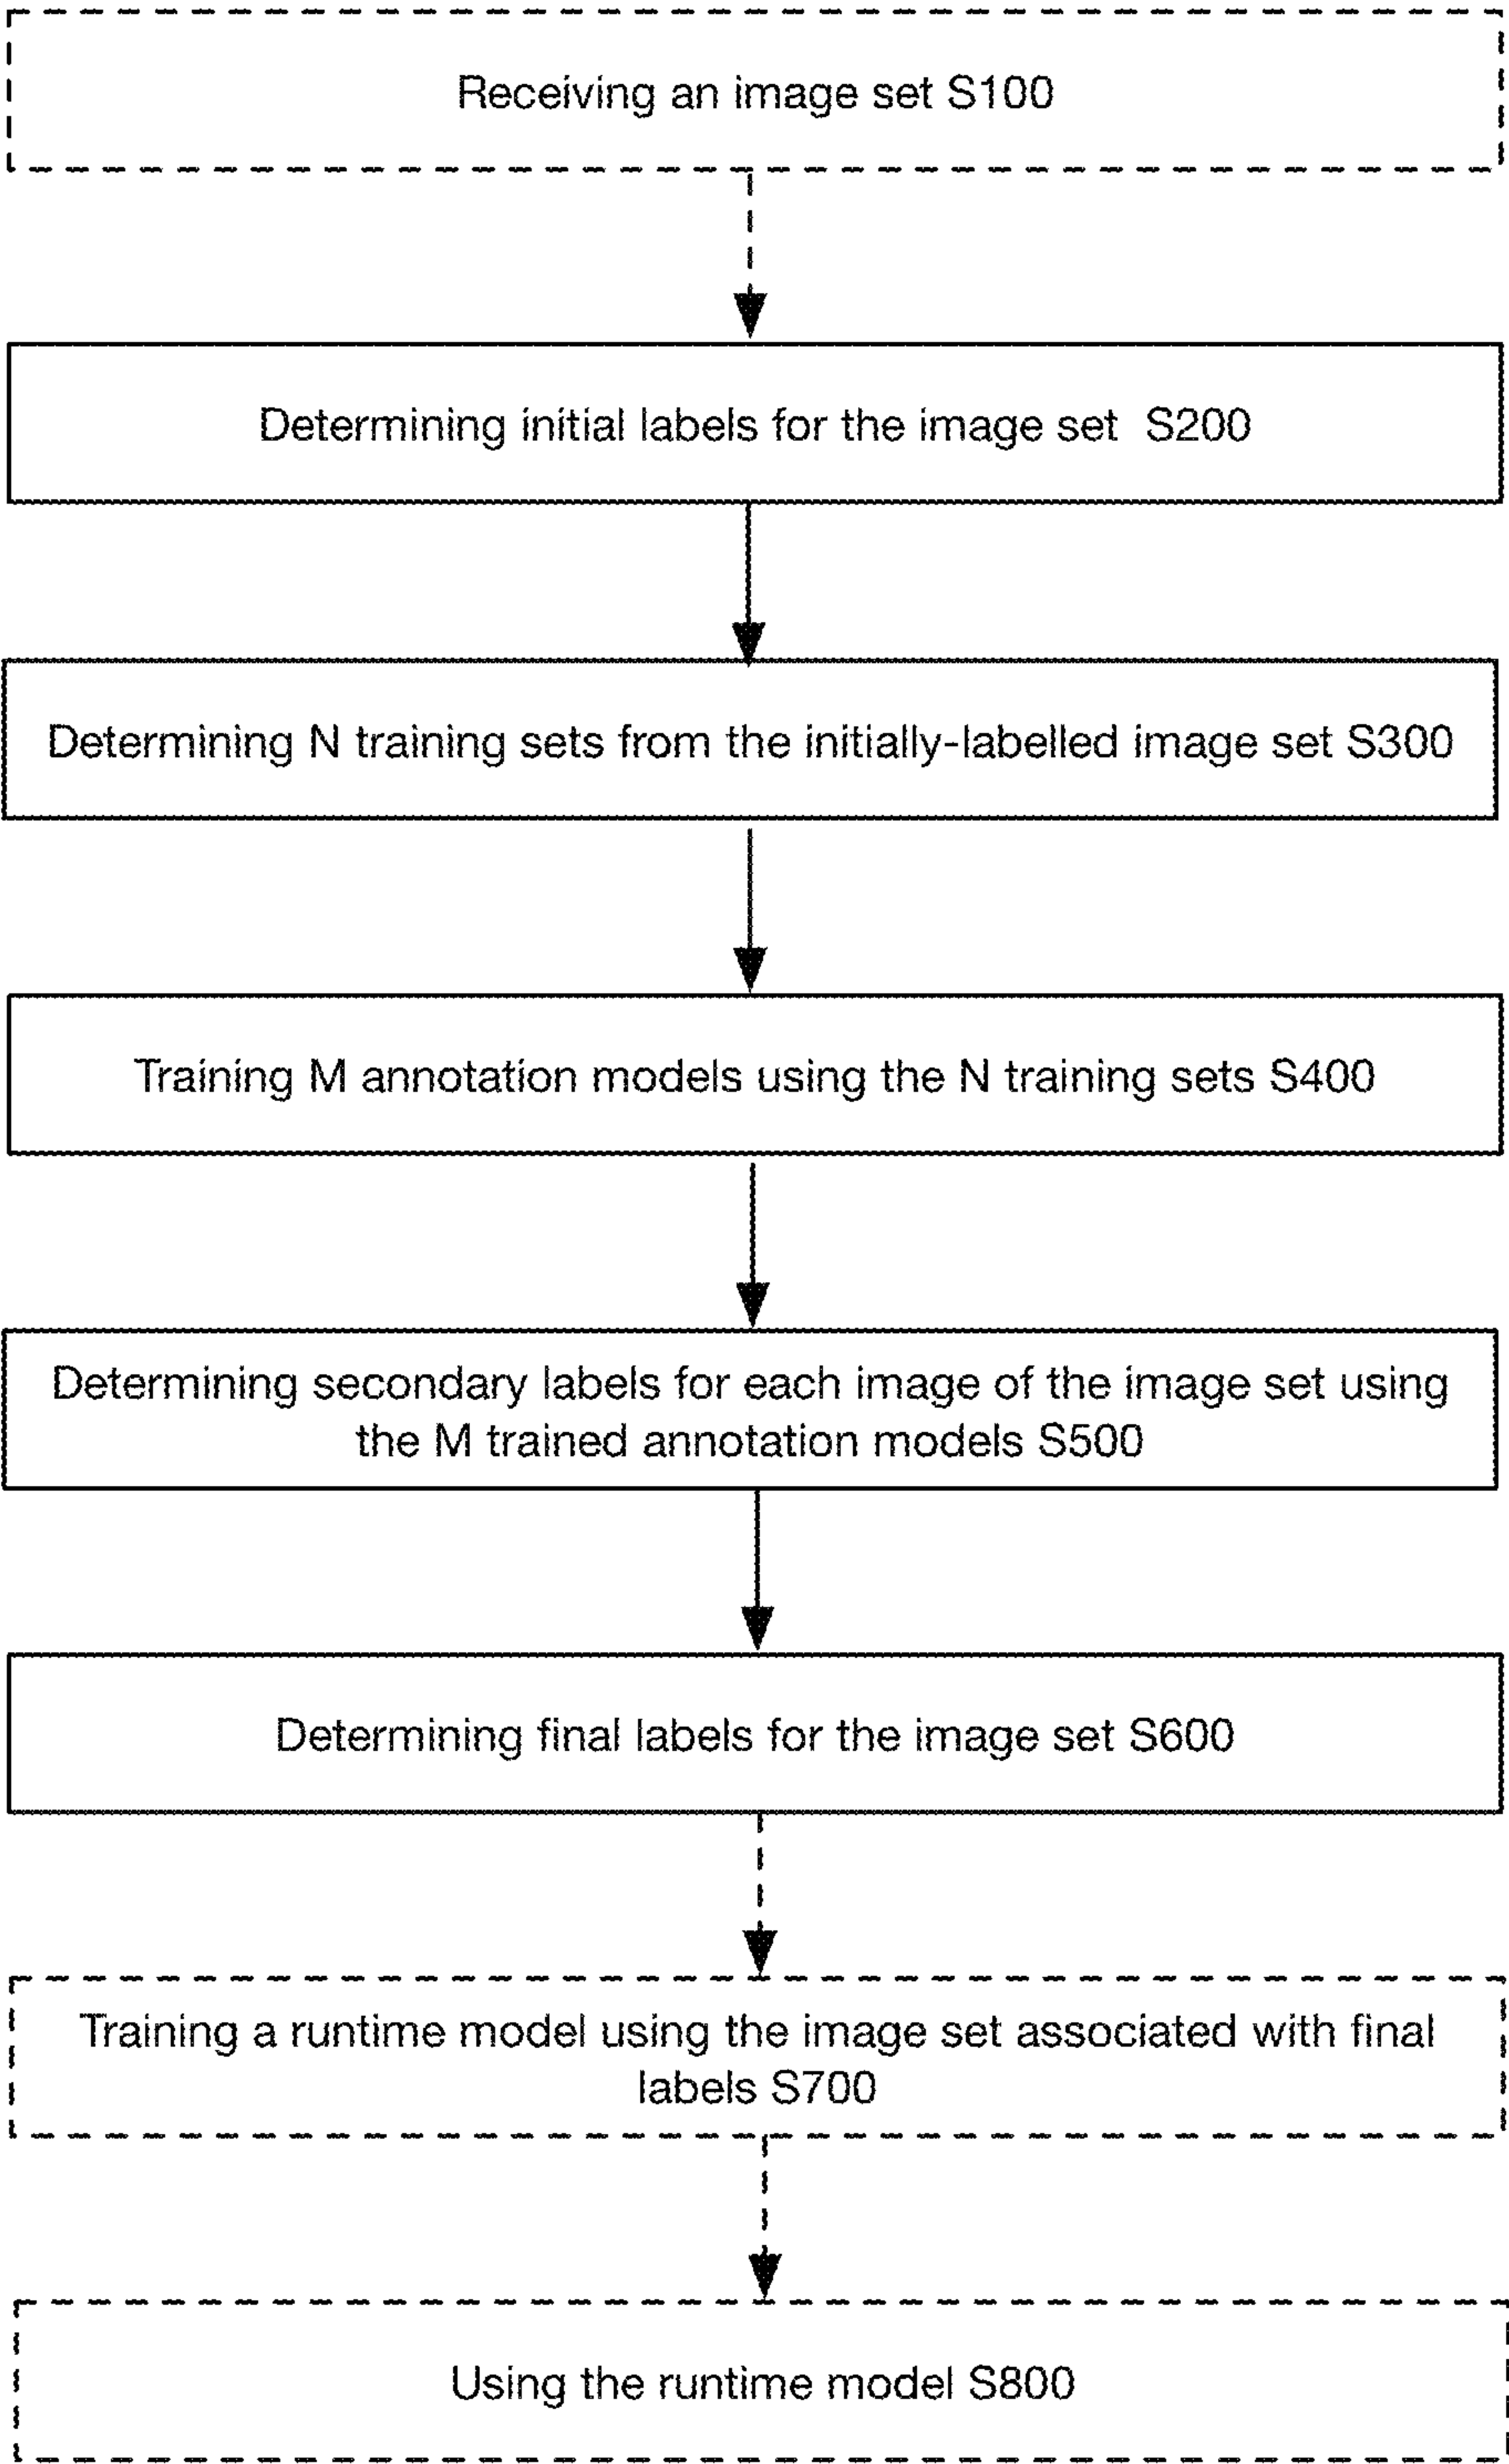 Receiving an image set S100
Determining initial labels for the image set S200
Determining N training sets from the initially-labelled image set S300
Training M annotation models using the N training sets S400
Determining secondary labels for each image of the image set using
the M trained annotation models S500
Determining final labels for the image set S600
Training a runtime model using the image set associated with final
labels S700
Using the runtime model S800